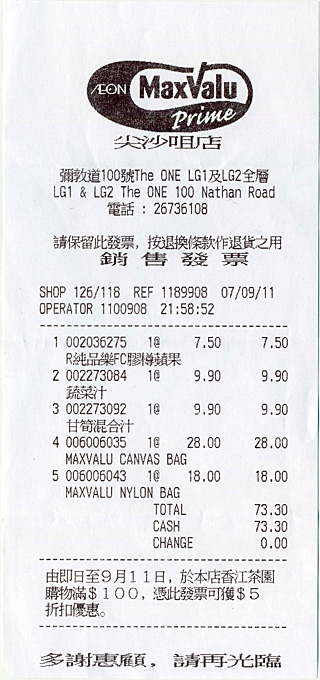 ÆON MaxValu
Prime
尖沙咀店
彌敦道100號The ONE LG1及LG2全層
LG1 & LG2 The ONE 100 Nathan Road
電話 : 26736108
請保留此發票, 按退換條款作退貨之用
銷售發票
SHOP 126/118 REF 1189908 07/09/11
OPERATOR 1100908 21:58:52
1 002036275 1@ 7.50 7.50
R純品樂FC膠樽蘋果
2 002273084 1@ 9.90 9.90
蔬菜汁
3 002273092 1@ 9.90 9.90
甘筍混合汁
4 006006035 1@ 28.00 28.00
MAXVALU CANVAS BAG
5 006006043 1@ 18.00 18.00
MAXVALU NYLON BAG
TOTAL 73.30
CASH 73.30
CHANGE 0.00
由即日至9月11日, 於本店香江茶園
購物滿$100, 憑此發票可獲$5
折扣優惠。
多謝惠顧, 請再光臨